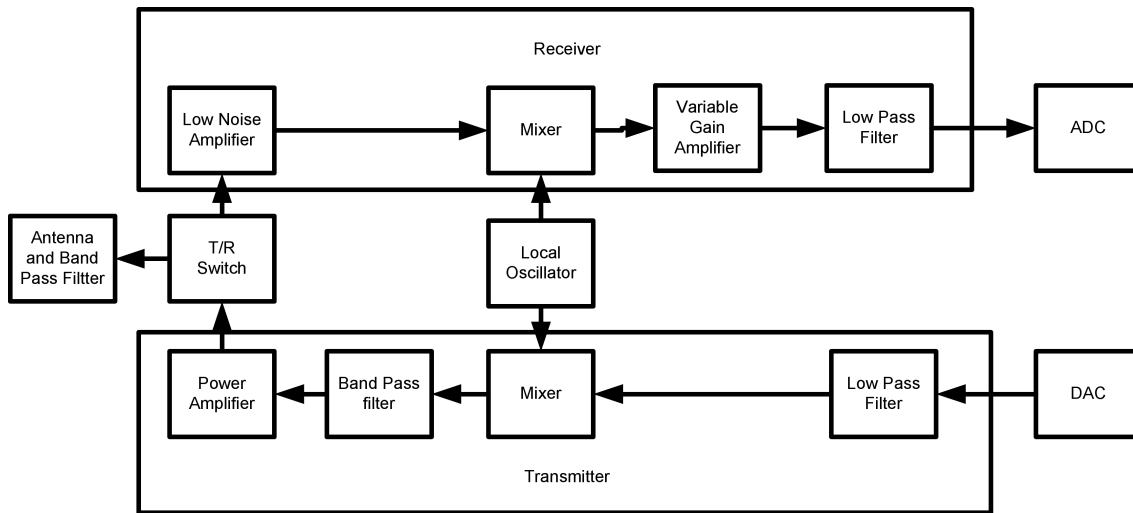 Receiver
Low Noise
Amplifier
Mixer
Variable
Gain
Amplifier
Low Pass
Filter
ADC
Antenna
and Band
Pass Filtter
T/R
Switch
Local
Oscillator
Power
Amplifier
Band Pass
filter
Mixer
Low Pass
Filter
DAC
Transmitter